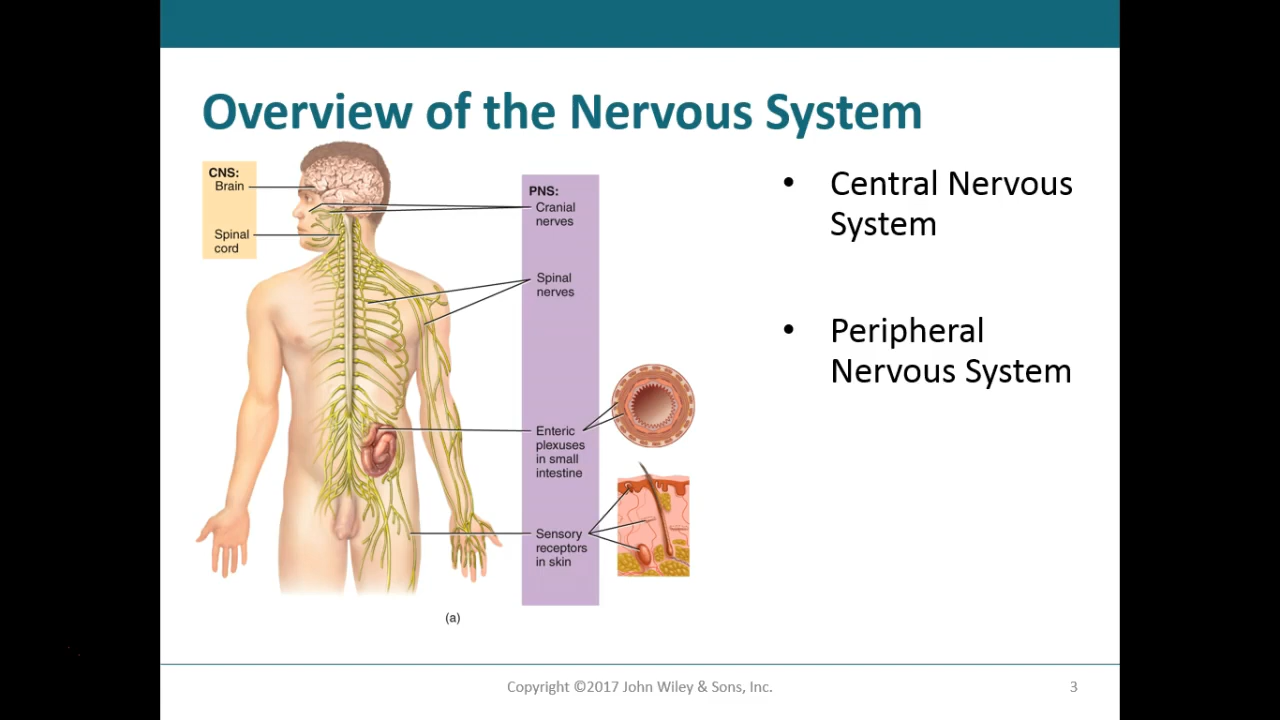 Overview of the Nervous System
CNS:
Brain
Spinal
cord
PNS:
Cranial
nerves
Spinal
nerves
Enteric
plexuses
in small
intestine
Sensory
receptors
in skin
(a)
• Central Nervous
System
• Peripheral
Nervous System
Copyright ©2017 John Wiley & Sons, Inc.
3